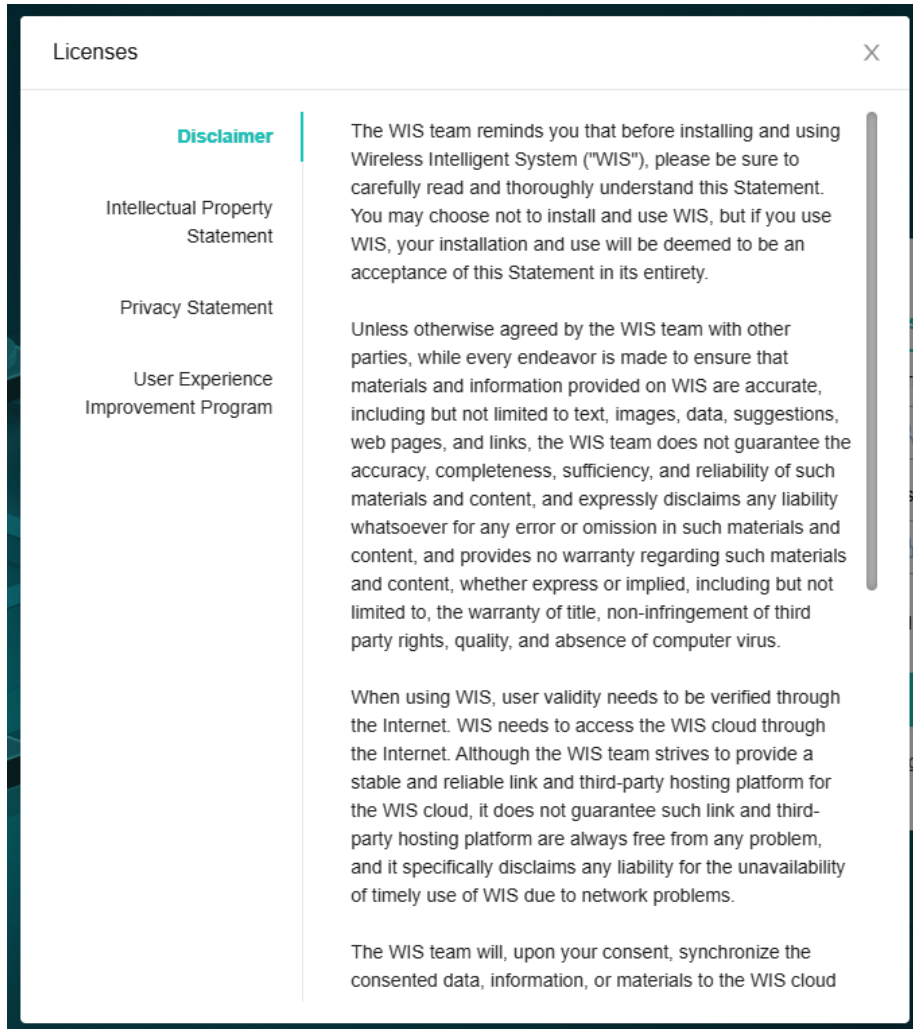 Licenses
X
Disclaimer
Intellectual Property
Statement
Privacy Statement
User Experience
Improvement Program
The WIS team reminds you that before installing and using
Wireless Intelligent System ("WIS"), please be sure to
carefully read and thoroughly understand this Statement.
You may choose not to install and use WIS, but if you use
WIS, your installation and use will be deemed to be an
acceptance of this Statement in its entirety.
Unless otherwise agreed by the WIS team with other
parties, while every endeavor is made to ensure that
materials and information provided on WIS are accurate,
including but not limited to text, images, data, suggestions,
web pages, and links, the WIS team does not guarantee the
accuracy, completeness, sufficiency, and reliability of such
materials and content, and expressly disclaims any liability
whatsoever for any error or omission in such materials and
content, and provides no warranty regarding such materials
and content, whether express or implied, including but not
limited to, the warranty of title, non-infringement of third
party rights, quality, and absence of computer virus.
When using WIS, user validity needs to be verified through
the Internet. WIS needs to access the WIS cloud through
the Internet. Although the WIS team strives to provide a
stable and reliable link and third-party hosting platform for
the WIS cloud, it does not guarantee such link and third-
party hosting platform are always free from any problem,
and it specifically disclaims any liability for the unavailability
of timely use of WIS due to network problems.
The WIS team will, upon your consent, synchronize the
consented data, information, or materials to the WIS cloud